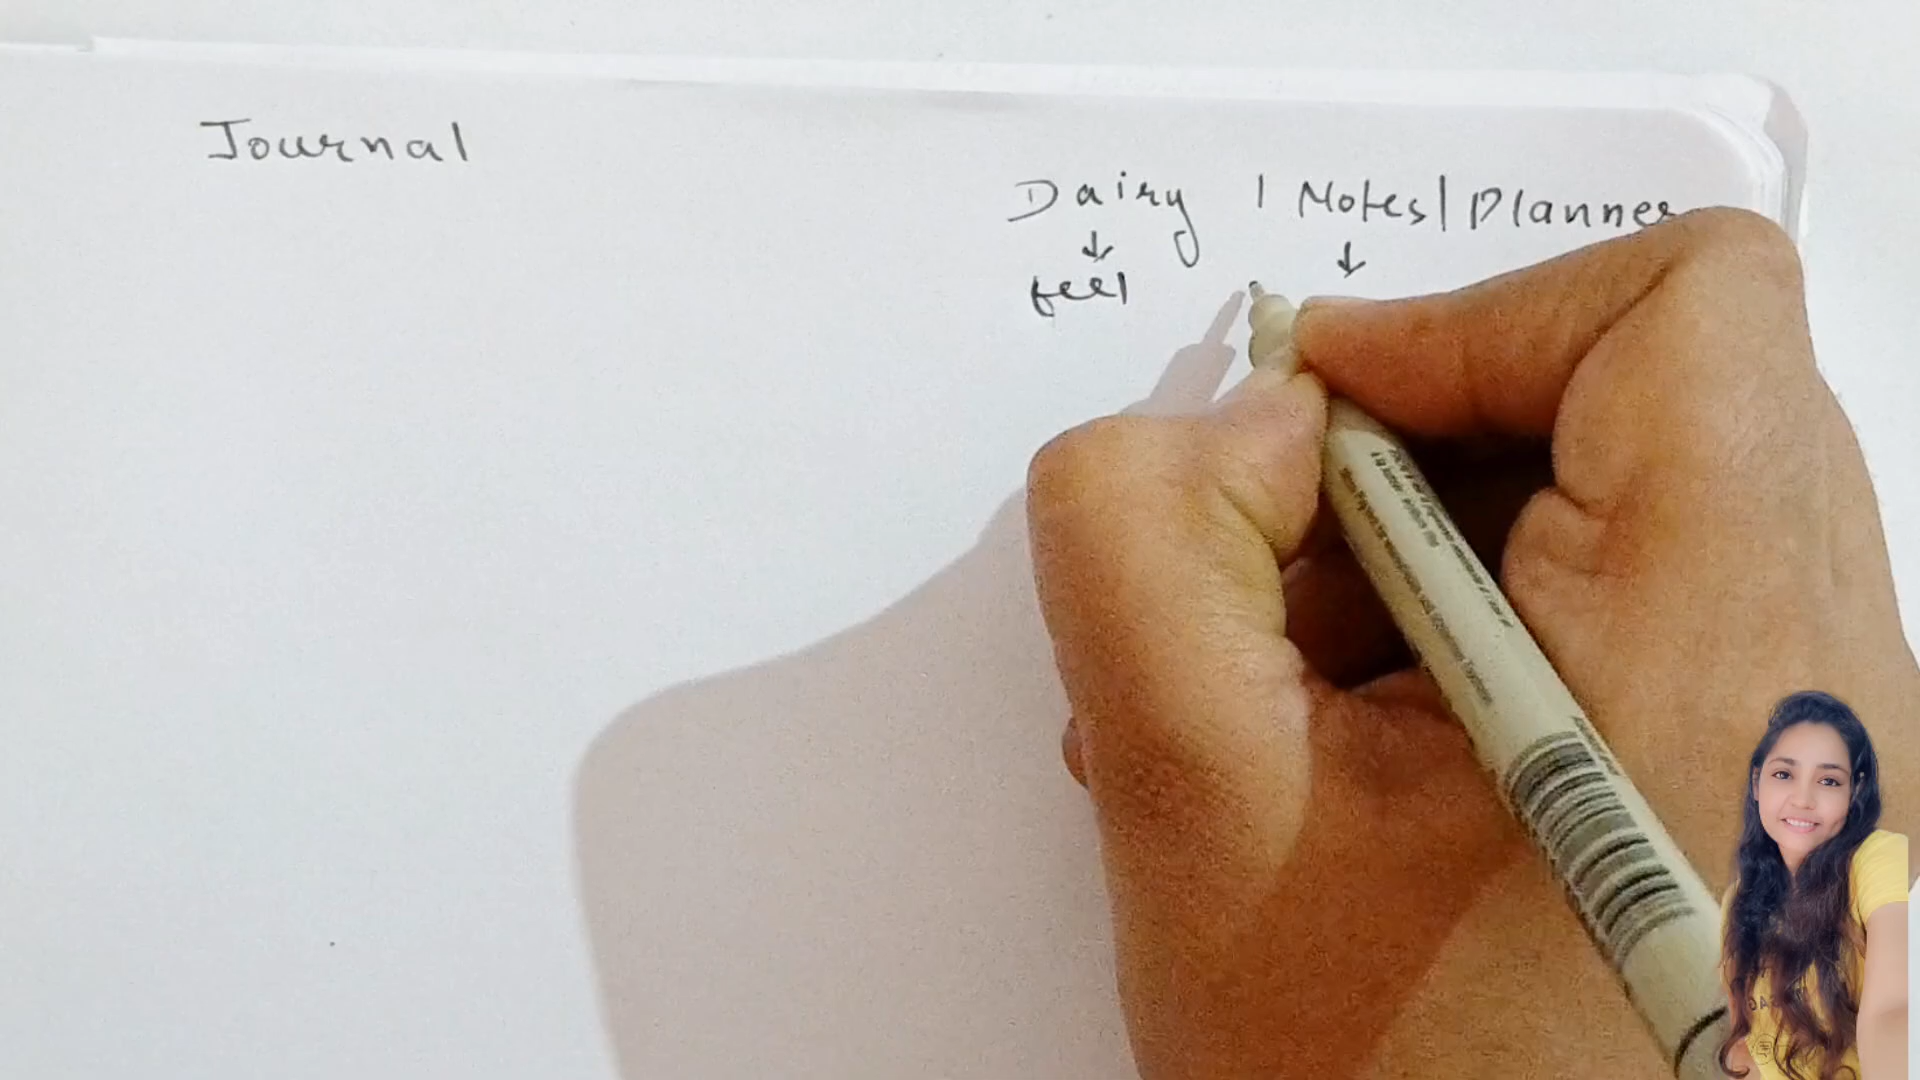 Journal
Dairy | Notes | Planner
↓ ↓
feel